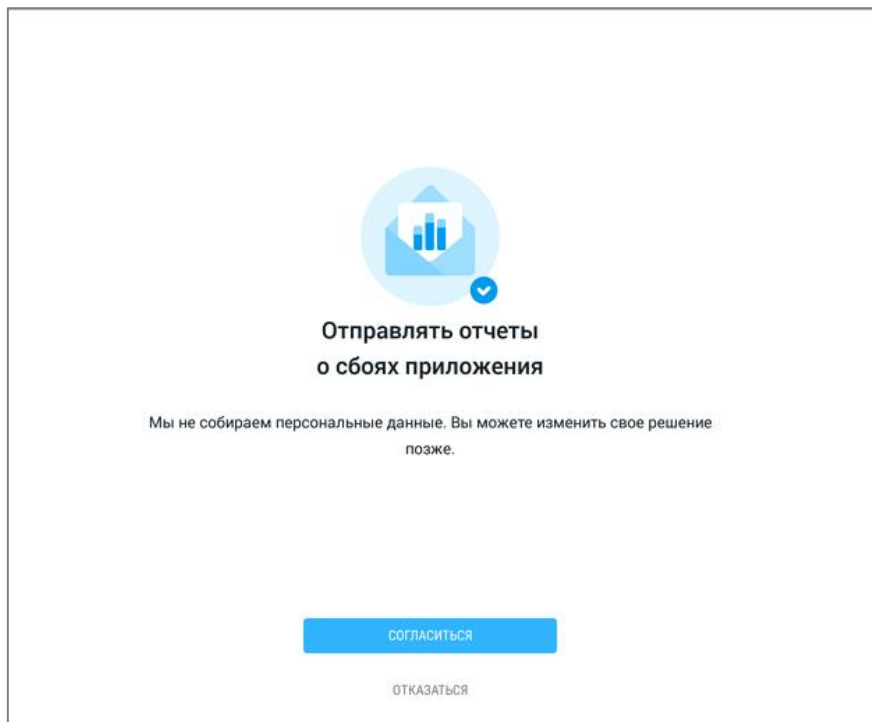 Отправлять отчеты
о сбоях приложения
Мы не собираем персональные данные. Вы можете изменить свое решение
позже.
СОГЛАСИТЬСЯ
ОТКАЗАТЬСЯ